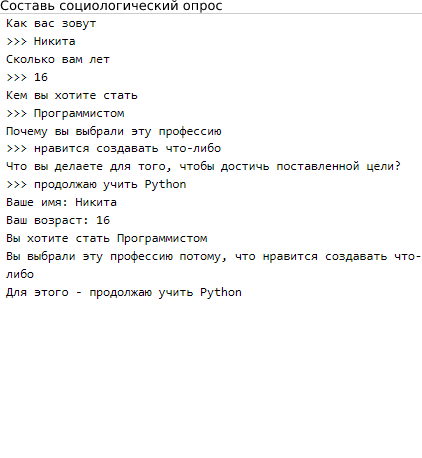 Составь социологический опрос
Как вас зовут
>>> Никита
Сколько вам лет
>>> 16
Кем вы хотите стать
>>> Программистом
Почему вы выбрали эту профессию
>>> нравится создавать что-либо
Что вы делаете для того, чтобы достичь поставленной цели?
>>> продолжаю учить Python
Ваше имя: Никита
Ваш возраст: 16
Вы хотите стать Программистом
Вы выбрали эту профессию потому, что нравится создавать что-
либо
Для этого - продолжаю учить Python